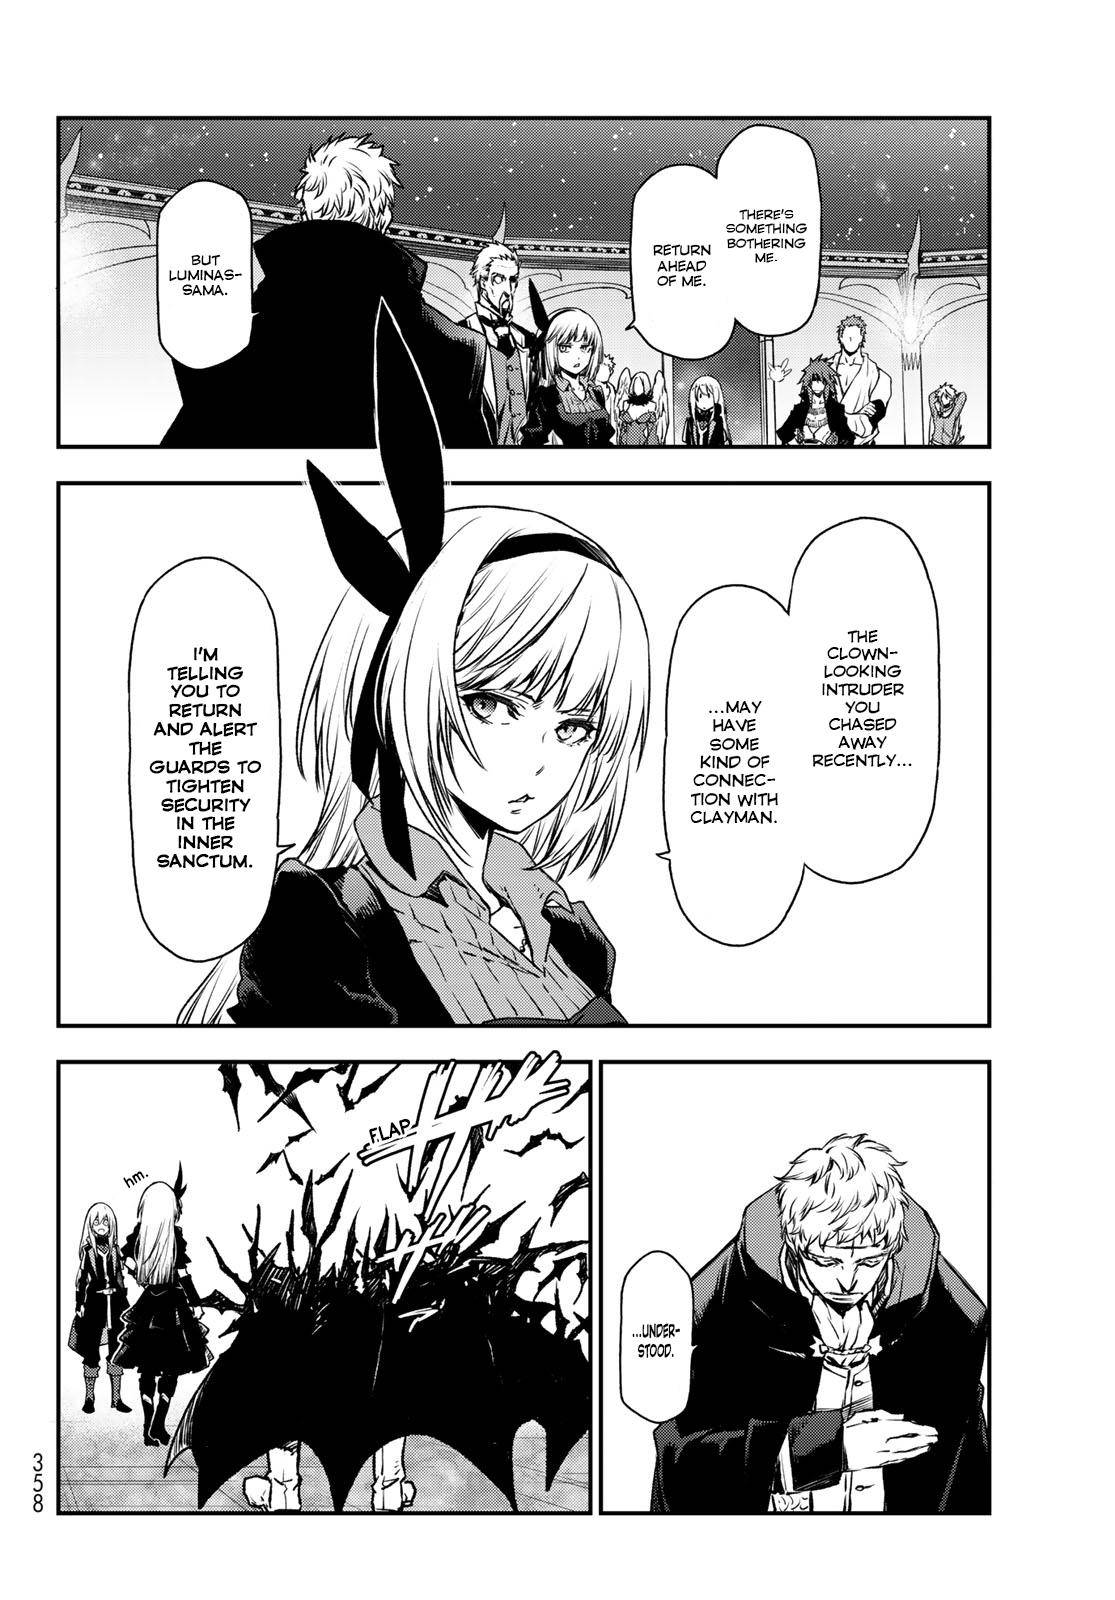 THERE'S
SOMETHING
BOTHERING
ME.
RETURN
AHEAD
OF ME.
BUT
LUMINAS-
SAMA.
THE
CLOWN-
LOOKING
INTRUDER
YOU
CHASED
AWAY
RECENTLY...
...MAY
HAVE
SOME
KIND OF
CONNEC-
TION WITH
CLAYMAN.
I'M
TELLING
YOU TO
RETURN
AND ALERT
THE
GUARDS TO
TIGHTEN
SECURITY
IN THE
INNER
SANCTUM.
...UNDER-
STOOD.
FLAP
hm.
358